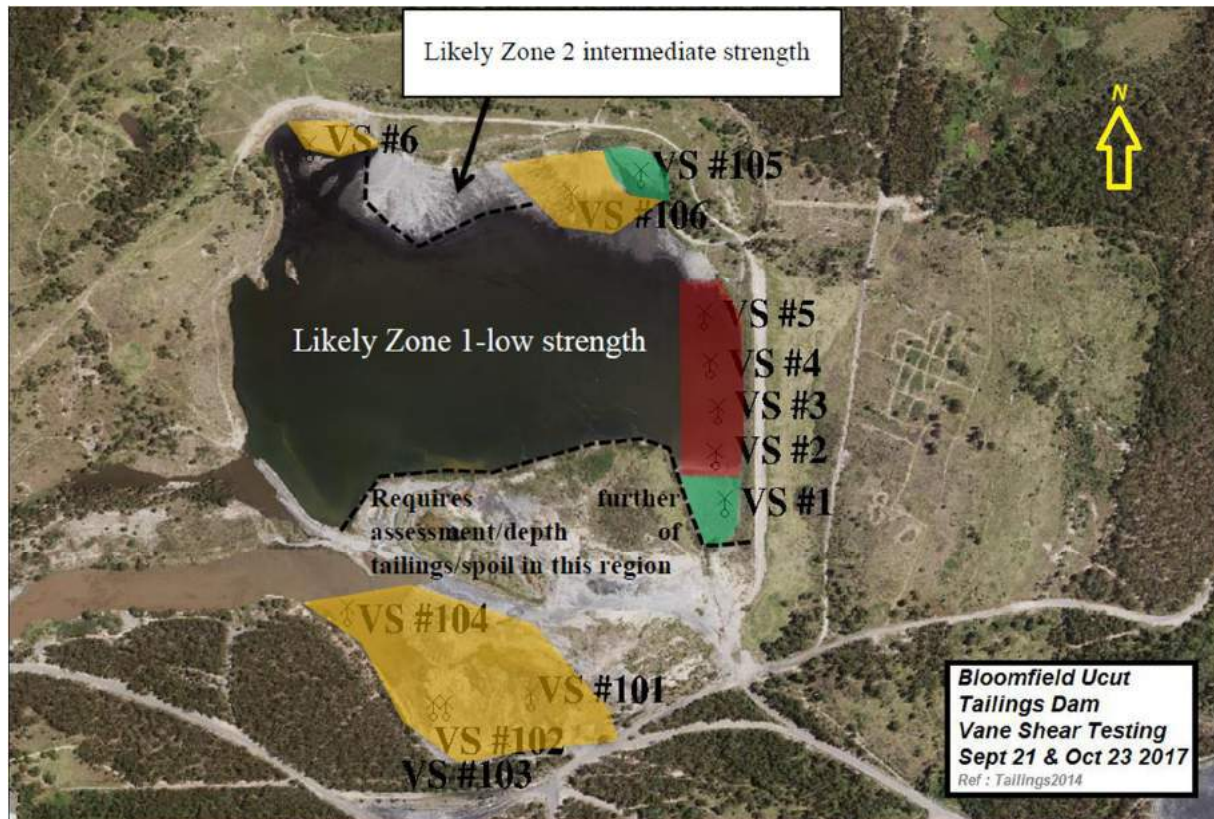 Likely Zone 2 intermediate strength
N
VS #6
VS #105
VS #106
VS #5
Likely Zone 1-low strength
VS #4
VS #3
VS #2
VS #1
Requires further
assessment/depth of
tailings/spoil in this region
VS #104
VS #101
VS #102
VS #103
Bloomfield Ucut
Tailings Dam
Vane Shear Testing
Sept 21 & Oct 23 2017
Ref : Tailings2014